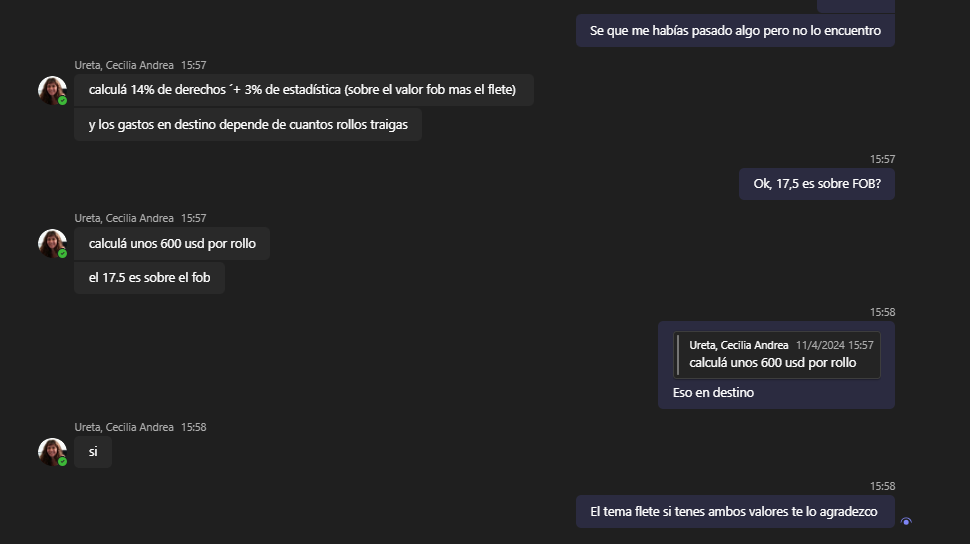 Se que me habías pasado algo pero no lo encuentro
Ureta, Cecilia Andrea 15:57
calculá 14% de derechos ´+ 3% de estadística (sobre el valor fob mas el flete)
y los gastos en destino depende de cuantos rollos traigas
15:57
Ok, 17,5 es sobre FOB?
Ureta, Cecilia Andrea 15:57
calculá unos 600 usd por rollo
el 17.5 es sobre el fob
15:58
Ureta, Cecilia Andrea 11/4/2024 15:57
calculá unos 600 usd por rollo
Eso en destino
Ureta, Cecilia Andrea 15:58
si
15:58
El tema flete si tenes ambos valores te lo agradezco